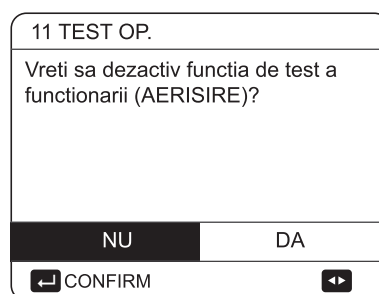 11 TEST OP.
Vreti sa dezactiv functia de test a
functionarii (AERISIRE)?
NU DA
CONFIRM